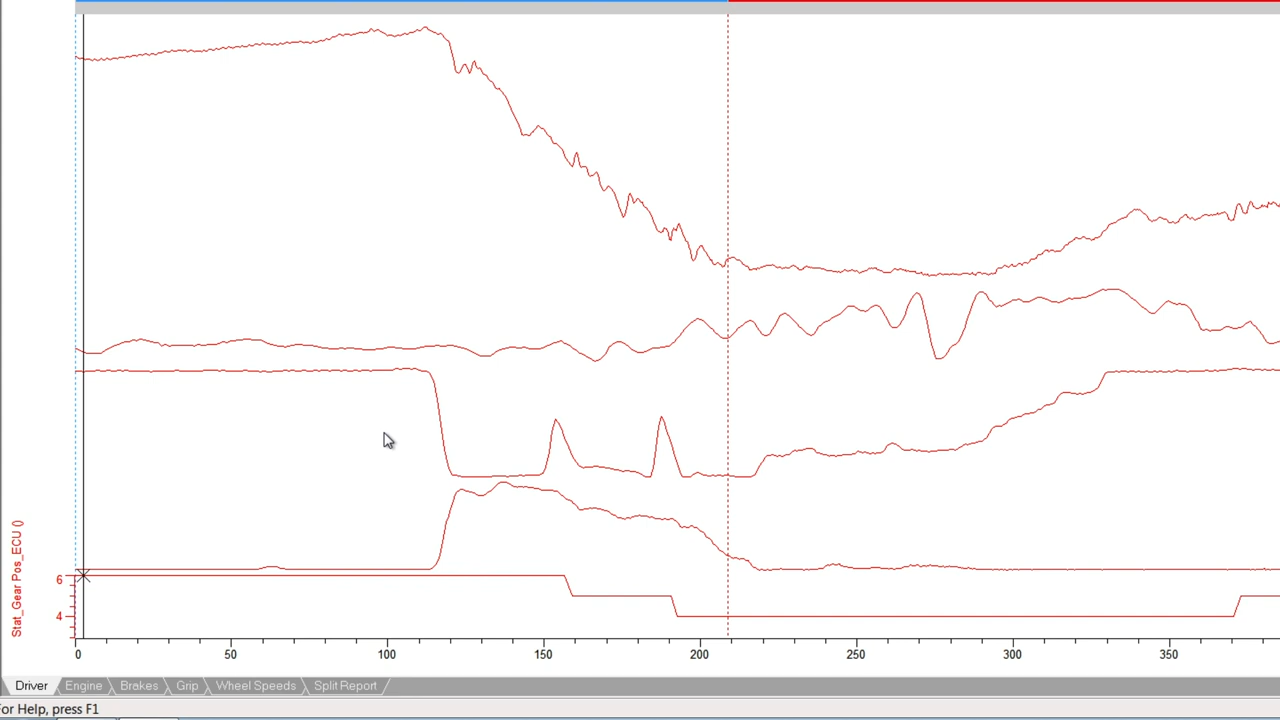 Stat_Gear Pos_ECU ()
6
4
0 50 100 150 200 250 300 350
Driver Engine Brakes Grip Wheel Speeds Split Report
or Help, press F1